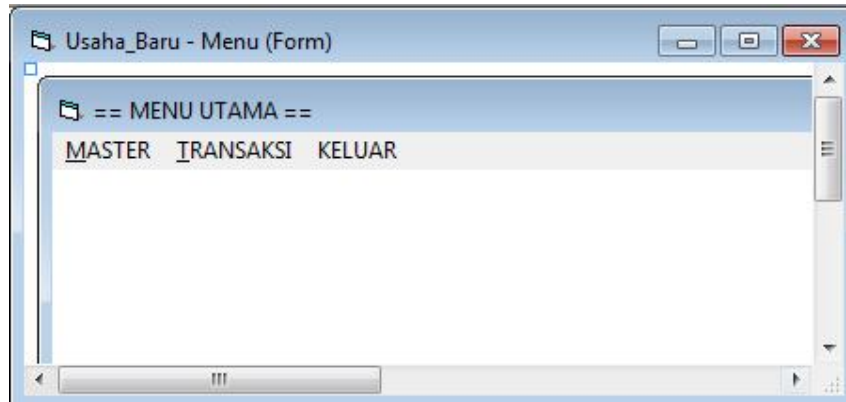 Usaha_Baru - Menu (Form)
== MENU UTAMA ==
MASTER TRANSAKSI KELUAR